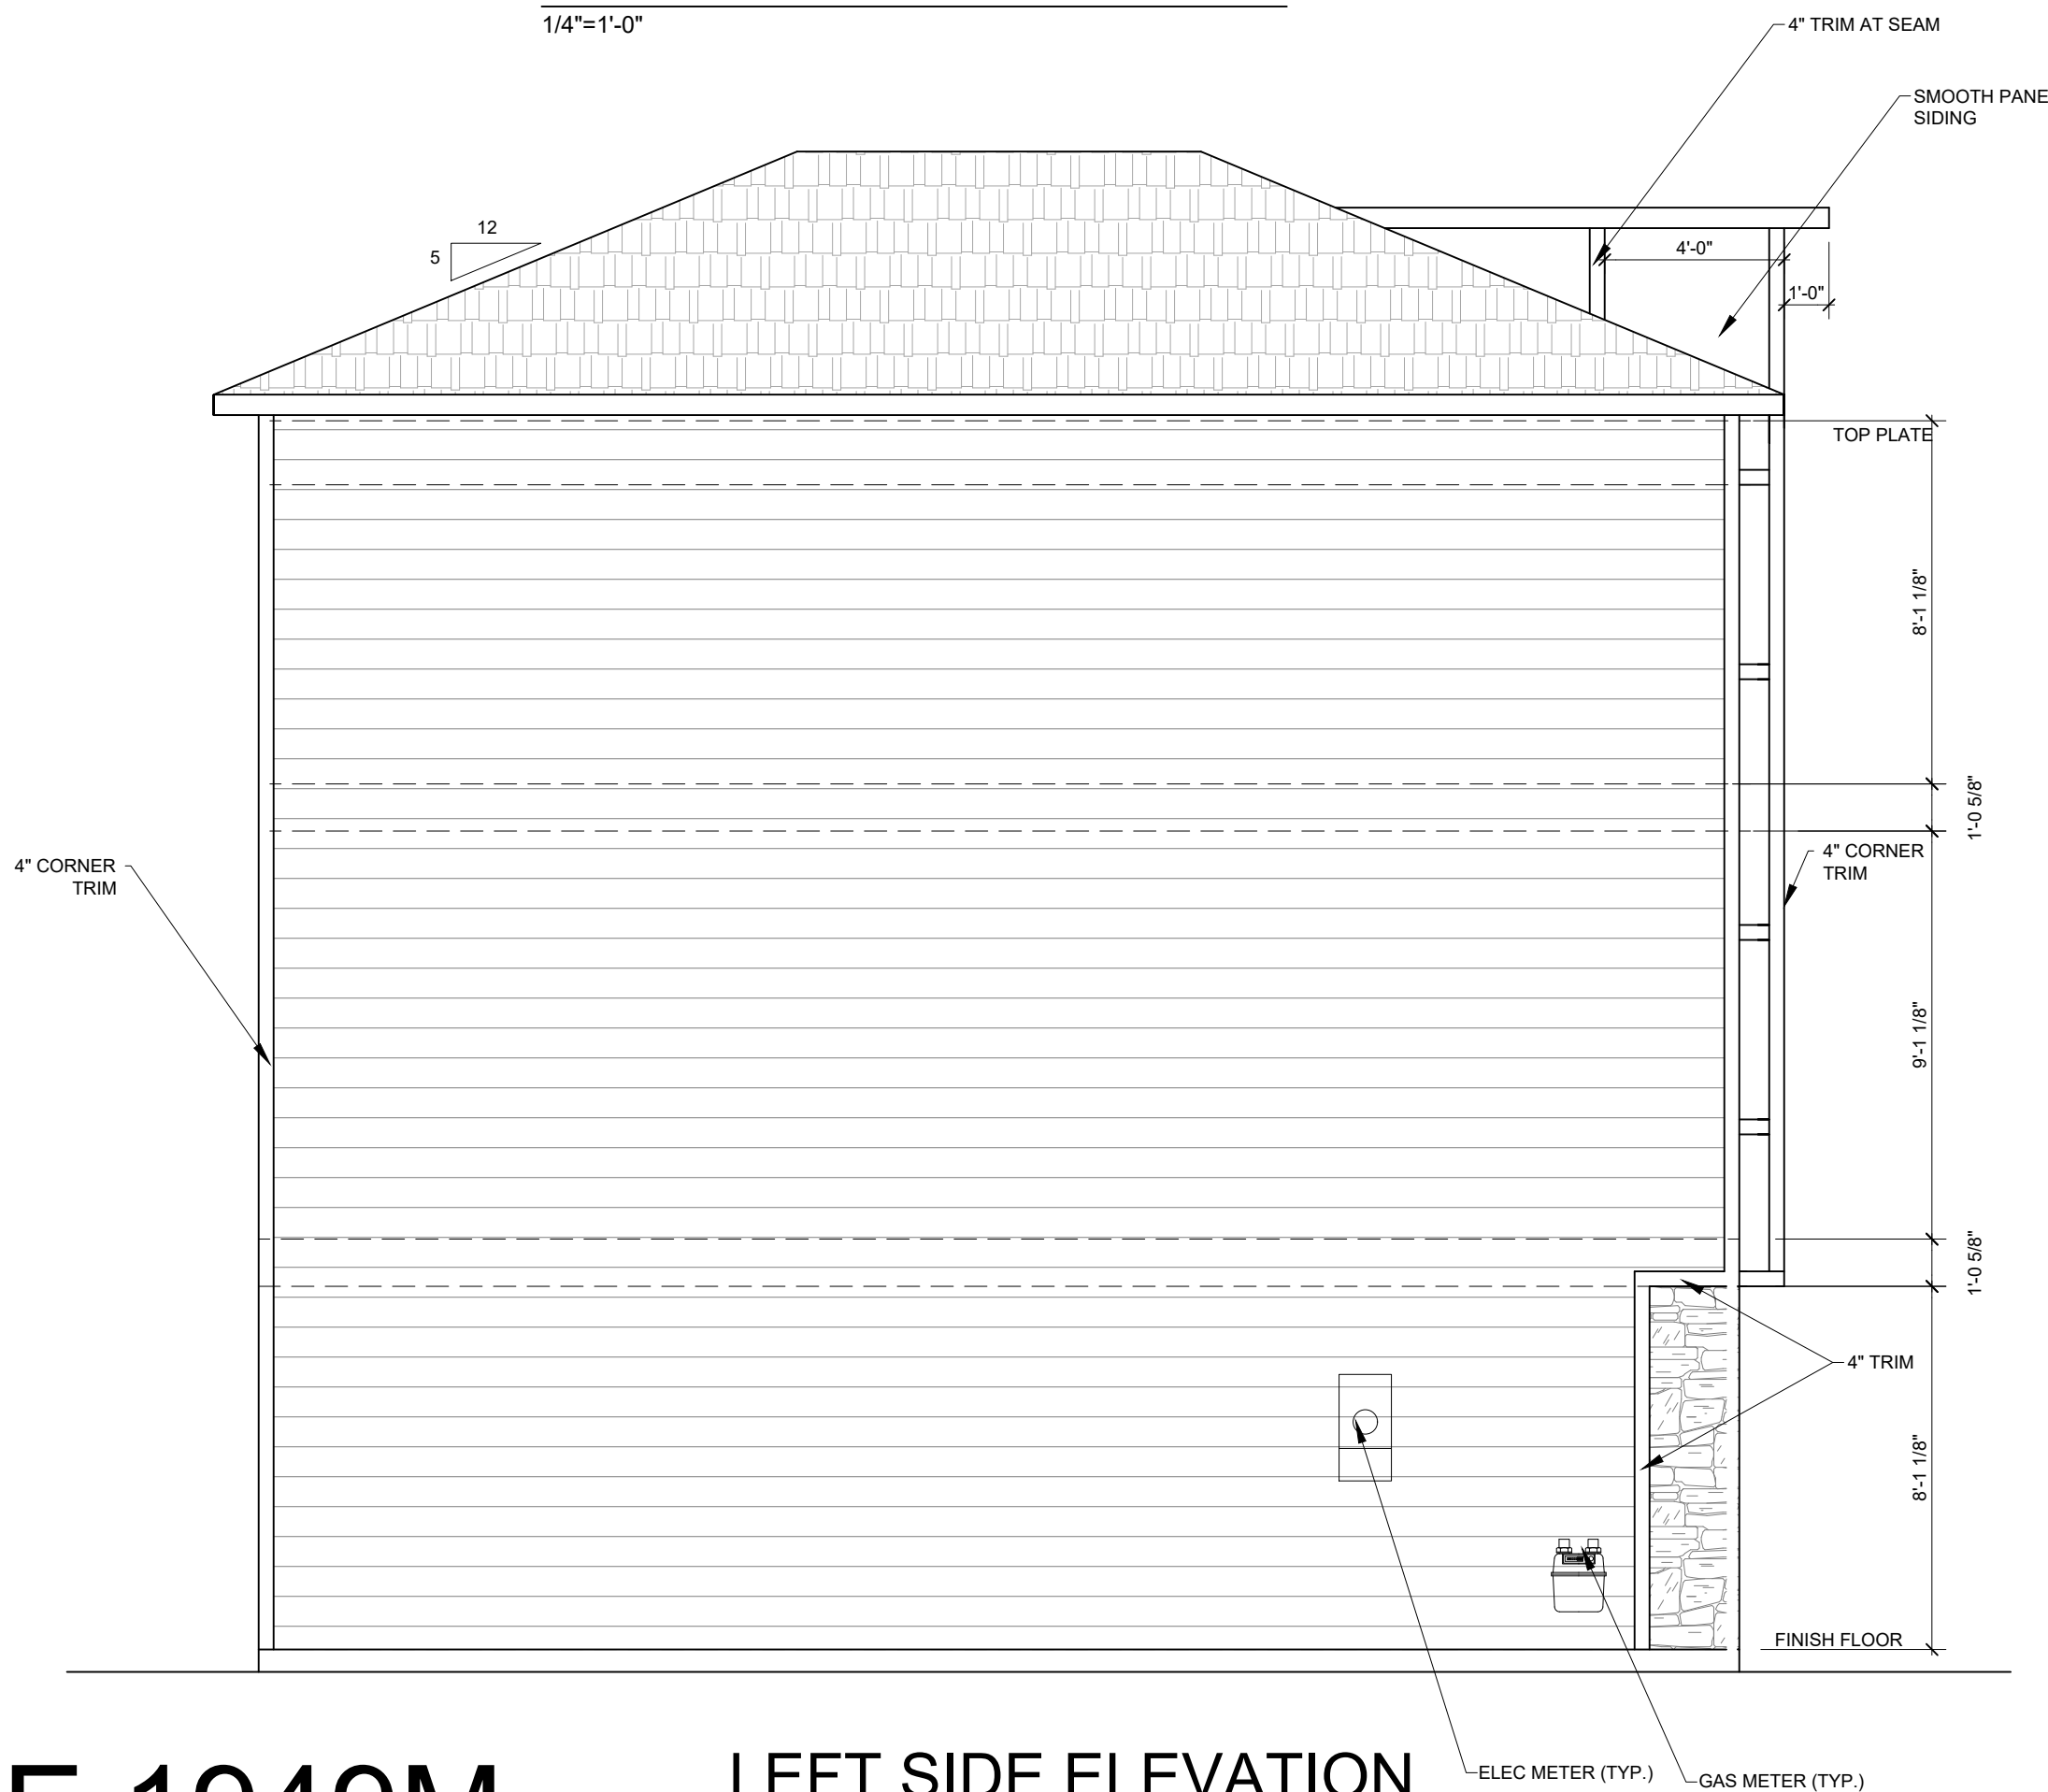 1/4"=1'-0"
4" TRIM AT SEAM
SMOOTH PANE
SIDING
12
5
4'-0"
1'-0"
TOP PLATE
8'-1 1/8"
1'-0 5/8"
4" CORNER
TRIM
4" CORNER
TRIM
9'-1 1/8"
1'-0 5/8"
4" TRIM
8'-1 1/8"
FINISH FLOOR
LEFT SIDE ELEVATION
ELEC METER (TYP.)
GAS METER (TYP.)